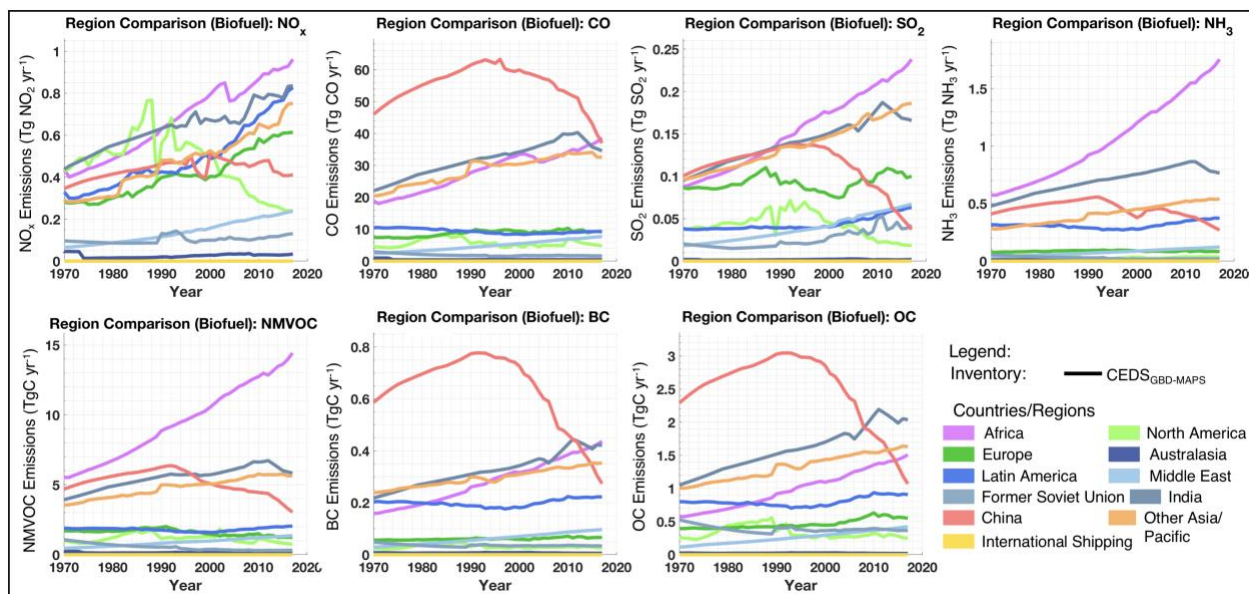 Region Comparison (Biofuel): NOx
NOx Emissions (Tg NO2 yr−1)
1
0.8
0.6
0.4
0.2
0
1970 1980 1990 2000 2010 2020
Year
Region Comparison (Biofuel): CO
CO Emissions (Tg CO yr−1)
60
50
40
30
20
10
0
1970 1980 1990 2000 2010 2020
Year
Region Comparison (Biofuel): SO2
SO2 Emissions (Tg SO2 yr−1)
0.25
0.2
0.15
0.1
0.05
0
1970 1980 1990 2000 2010 2020
Year
Region Comparison (Biofuel): NH3
NH3 Emissions (Tg NH3 yr−1)
1.5
1
0.5
0
1970 1980 1990 2000 2010 2020
Year
Region Comparison (Biofuel): NMVOC
NMVOC Emissions (TgC yr−1)
15
10
5
0
1970 1980 1990 2000 2010 202
Year
Region Comparison (Biofuel): BC
BC Emissions (TgC yr−1)
0.8
0.6
0.4
0.2
0
1970 1980 1990 2000 2010 2020
Year
Region Comparison (Biofuel): OC
OC Emissions (TgC yr−1)
3
2.5
2
1.5
1
0.5
0
1970 1980 1990 2000 2010 2020
Year
Legend:
Inventory: CEDSGBD-MAPS
Countries/Regions
Africa North America
Europe Australasia
Latin America Middle East
Former Soviet Union India
China Other Asia/
Pacific
International Shipping